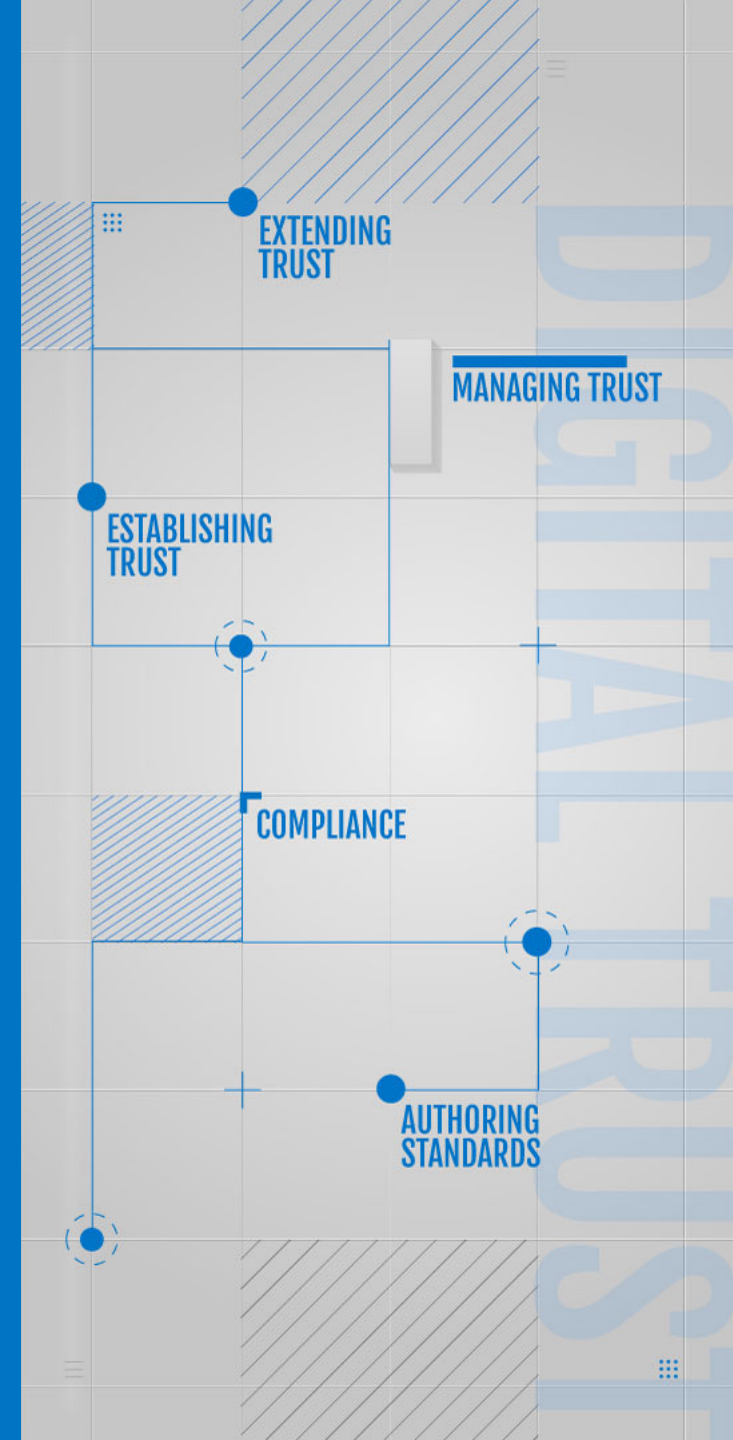 EXTENDING
TRUST
MANAGING TRUST
ESTABLISHING
TRUST
COMPLIANCE
AUTHORING
STANDARDS
DIGITAL TRUST